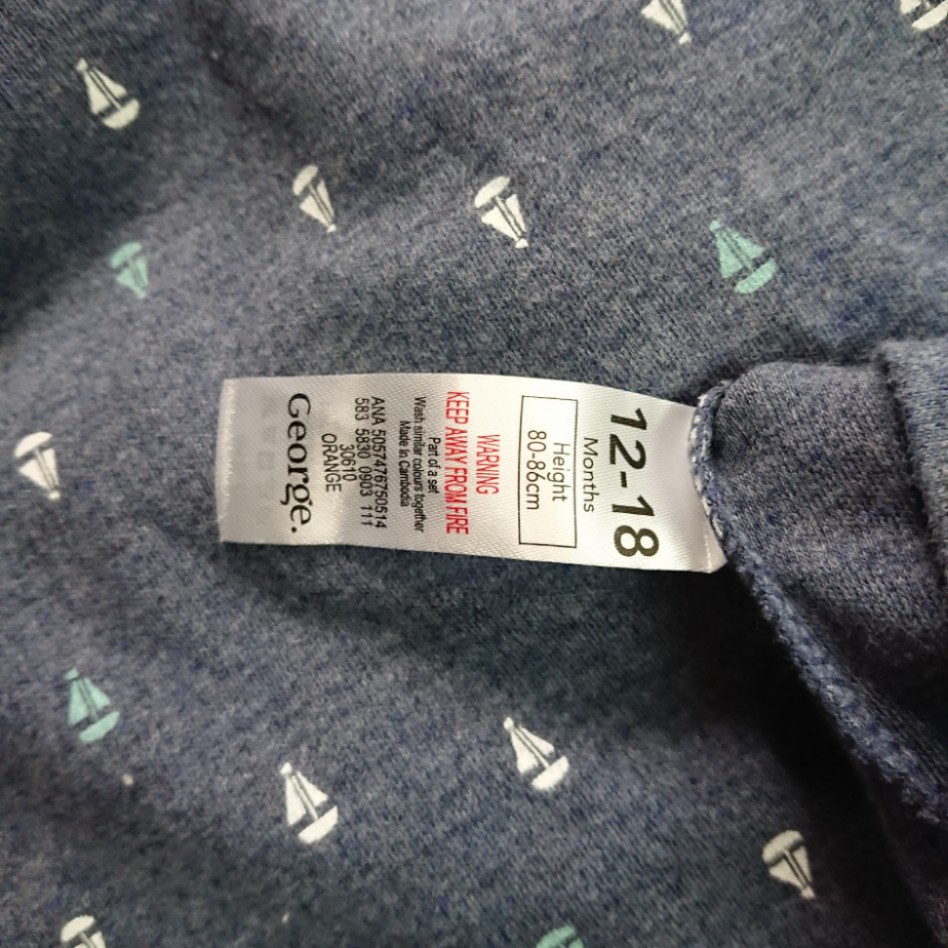 12-18
Months
Height
80-86cm
WARNING
KEEP AWAY FROM FIRE
Part of a set
Wash similar colours together
Made in Cambodia
ANA 5057476750514
583 5830 0903 111
30610
ORANGE
George.